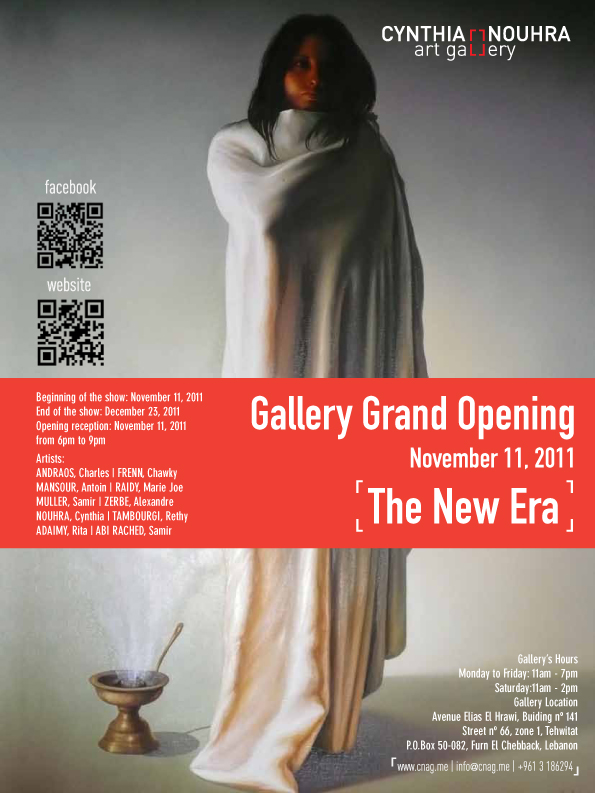 CYNTHIA NOUHRA
art gallery
facebook
website
Beginning of the show: November 11, 2011
End of the show: December 23, 2011
Opening reception: November 11, 2011
from 6pm to 9pm
Artists:
ANDRAOS, Charles | FRENN, Chawky
MANSOUR, Antoin | RAIDY, Marie Joe
MULLER, Samir | ZERBE, Alexandre
NOUHRA, Cynthia | TAMBOURGI, Rethy
ADAIMY, Rita | ABI RACHED, Samir
Gallery Grand Opening
November 11, 2011
The New Era
Gallery's Hours
Monday to Friday: 11am - 7pm
Saturday:11am - 2pm
Gallery Location
Avenue Elias El Hrawi, Buiding nº 141
Street nº 66, zone 1, Tehwitat
P.O.Box 50-082, Furn El Chebback, Lebanon
www.cnag.me | info@cnag.me | +961 3 186294